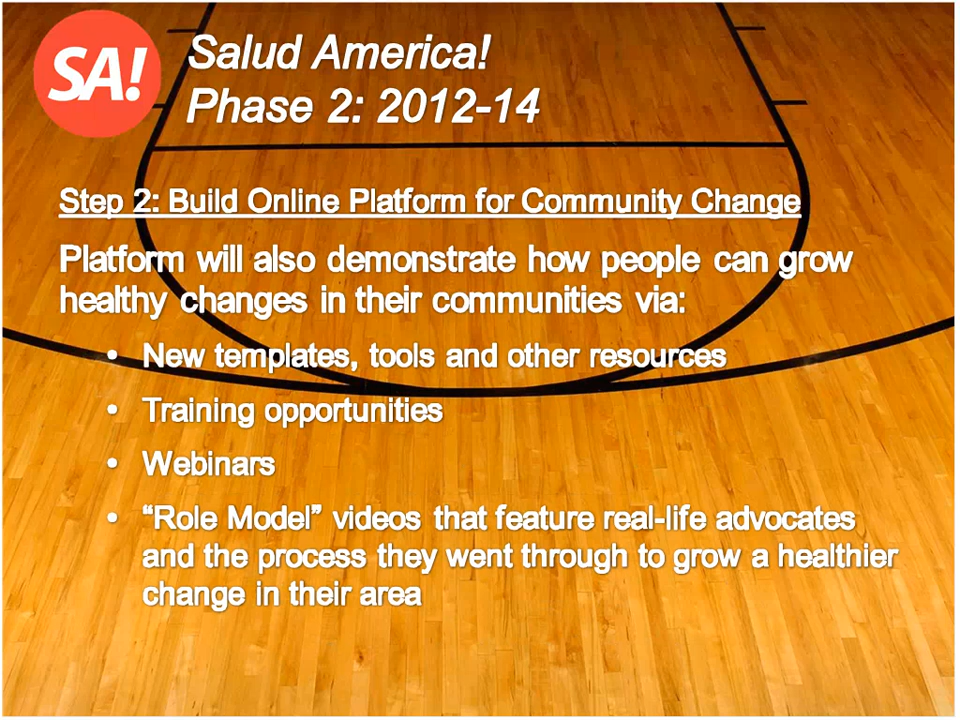 SA!
Salud America!
Phase 2: 2012-14
Step 2: Build Online Platform for Community Change
Platform will also demonstrate how people can grow
healthy changes in their communities via:
• New templates, tools and other resources
• Training opportunities
• Webinars
• “Role Model” videos that feature real-life advocates
and the process they went through to grow a healthier
change in their area